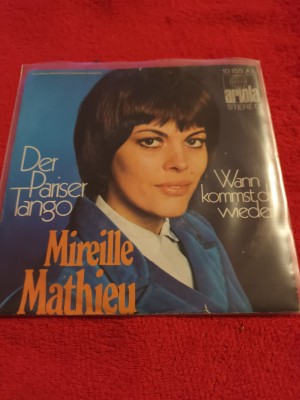 ariola
STEREO
Der
Pariser
Tango
Wann
kommst du
wieder
Mireille
Mathieu